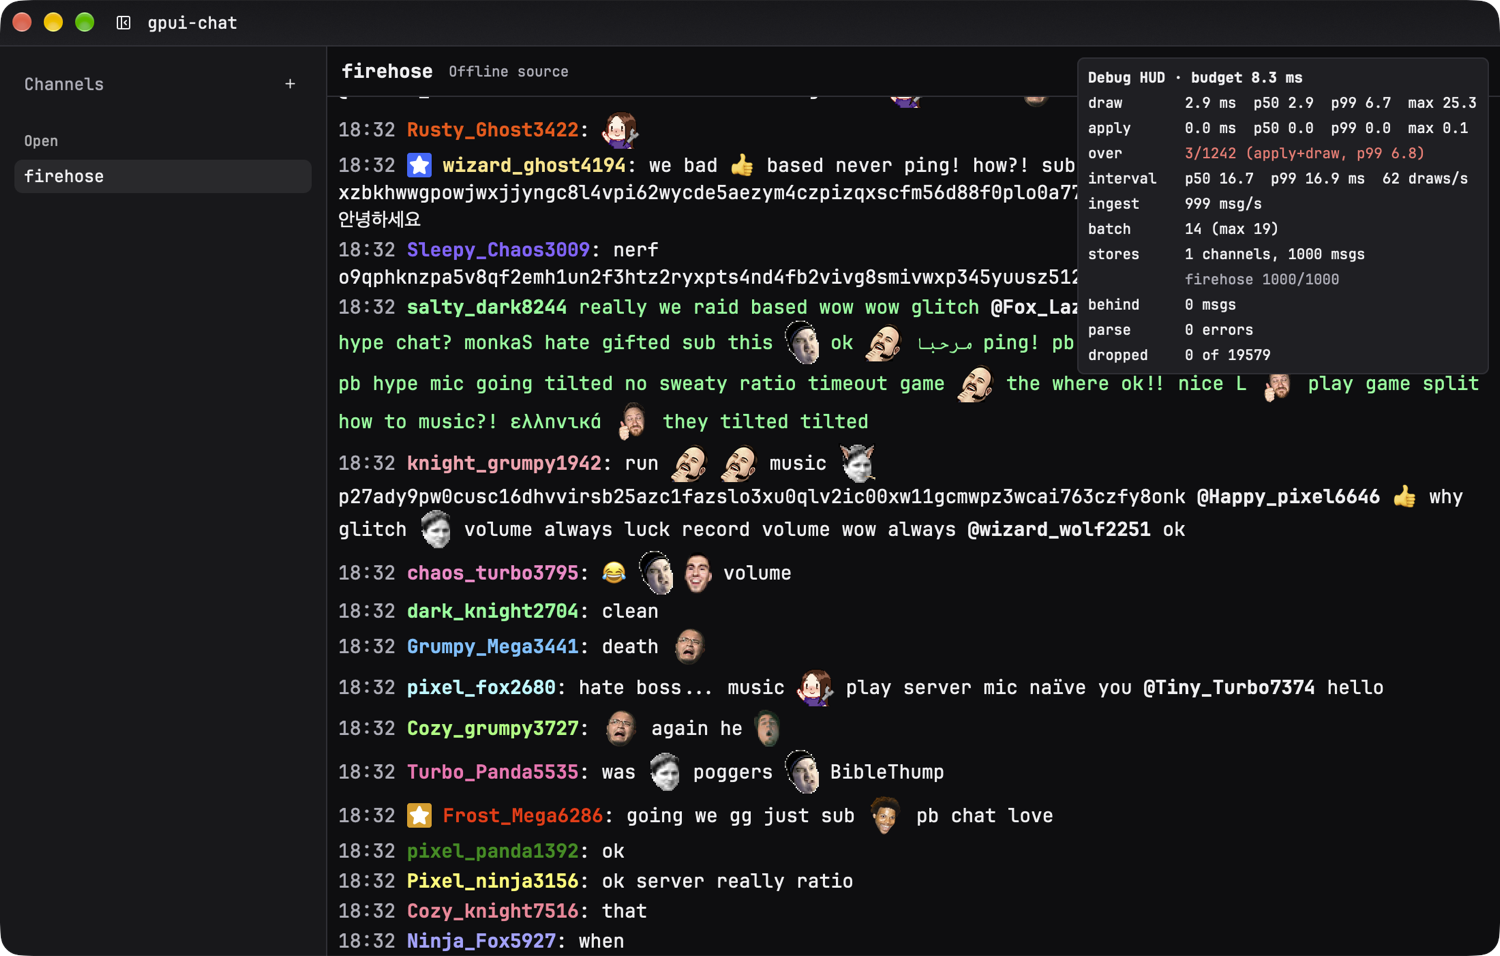 gpui-chat
Channels +
Open
firehose
firehose Offline source
Debug HUD · budget 8.3 ms
draw 2.9 ms p50 2.9 p99 6.7 max 25.3
apply 0.0 ms p50 0.0 p99 0.0 max 0.1
over 3/1242 (apply+draw, p99 6.8)
interval p50 16.7 p99 16.9 ms 62 draws/s
ingest 999 msg/s
batch 14 (max 19)
stores 1 channels, 1000 msgs
firehose 1000/1000
behind 0 msgs
parse 0 errors
dropped 0 of 19579
18:32 Rusty_Ghost3422:
18:32 wizard_ghost4194: we bad 👍 based never ping! how?! sub
xzbkhwwgpowjwxjjyngc8l4vpi62wycde5aezym4czpizqxscfm56d88f0plo0a77
안녕하세요
18:32 Sleepy_Chaos3009: nerf
o9qphknzpa5v8qf2emh1un2f3htz2ryxpts4nd4fb2vivg8smivwxp345yuusz512
18:32 salty_dark8244 really we raid based wow wow glitch @Fox_Laz
hype chat? monkaS hate gifted sub this ok مرحبا ping! pb
pb hype mic going tilted no sweaty ratio timeout game the where ok!! nice L play game split
how to music?! ελληνικά they tilted tilted
18:32 knight_grumpy1942: run music
p27ady9pw0cusc16dhvvirsb25azc1fazslo3xu0qlv2ic00xw11gcmwpz3wcai763czfy8onk @Happy_pixel6646 👍 why
glitch volume always luck record volume wow always @wizard_wolf2251 ok
18:32 chaos_turbo3795: 😂 volume
18:32 dark_knight2704: clean
18:32 Grumpy_Mega3441: death
18:32 pixel_fox2680: hate boss... music play server mic naïve you @Tiny_Turbo7374 hello
18:32 Cozy_grumpy3727: again he
18:32 Turbo_Panda5535: was poggers BibleThump
18:32 Frost_Mega6286: going we gg just sub pb chat love
18:32 pixel_panda1392: ok
18:32 Pixel_ninja3156: ok server really ratio
18:32 Cozy_knight7516: that
18:32 Ninja_Fox5927: when